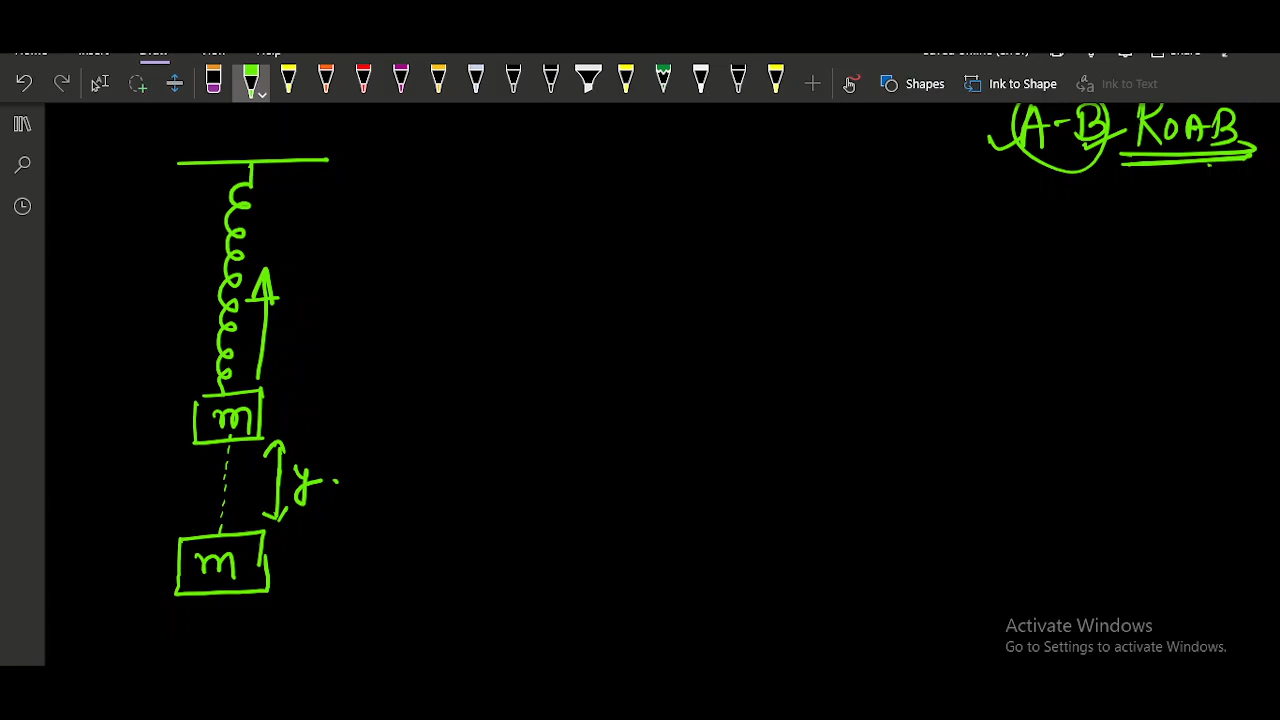 Shapes Ink to Shape Ink to Text
(A-B) KOAB
m
y.
m
Activate Windows
Go to Settings to activate Windows.